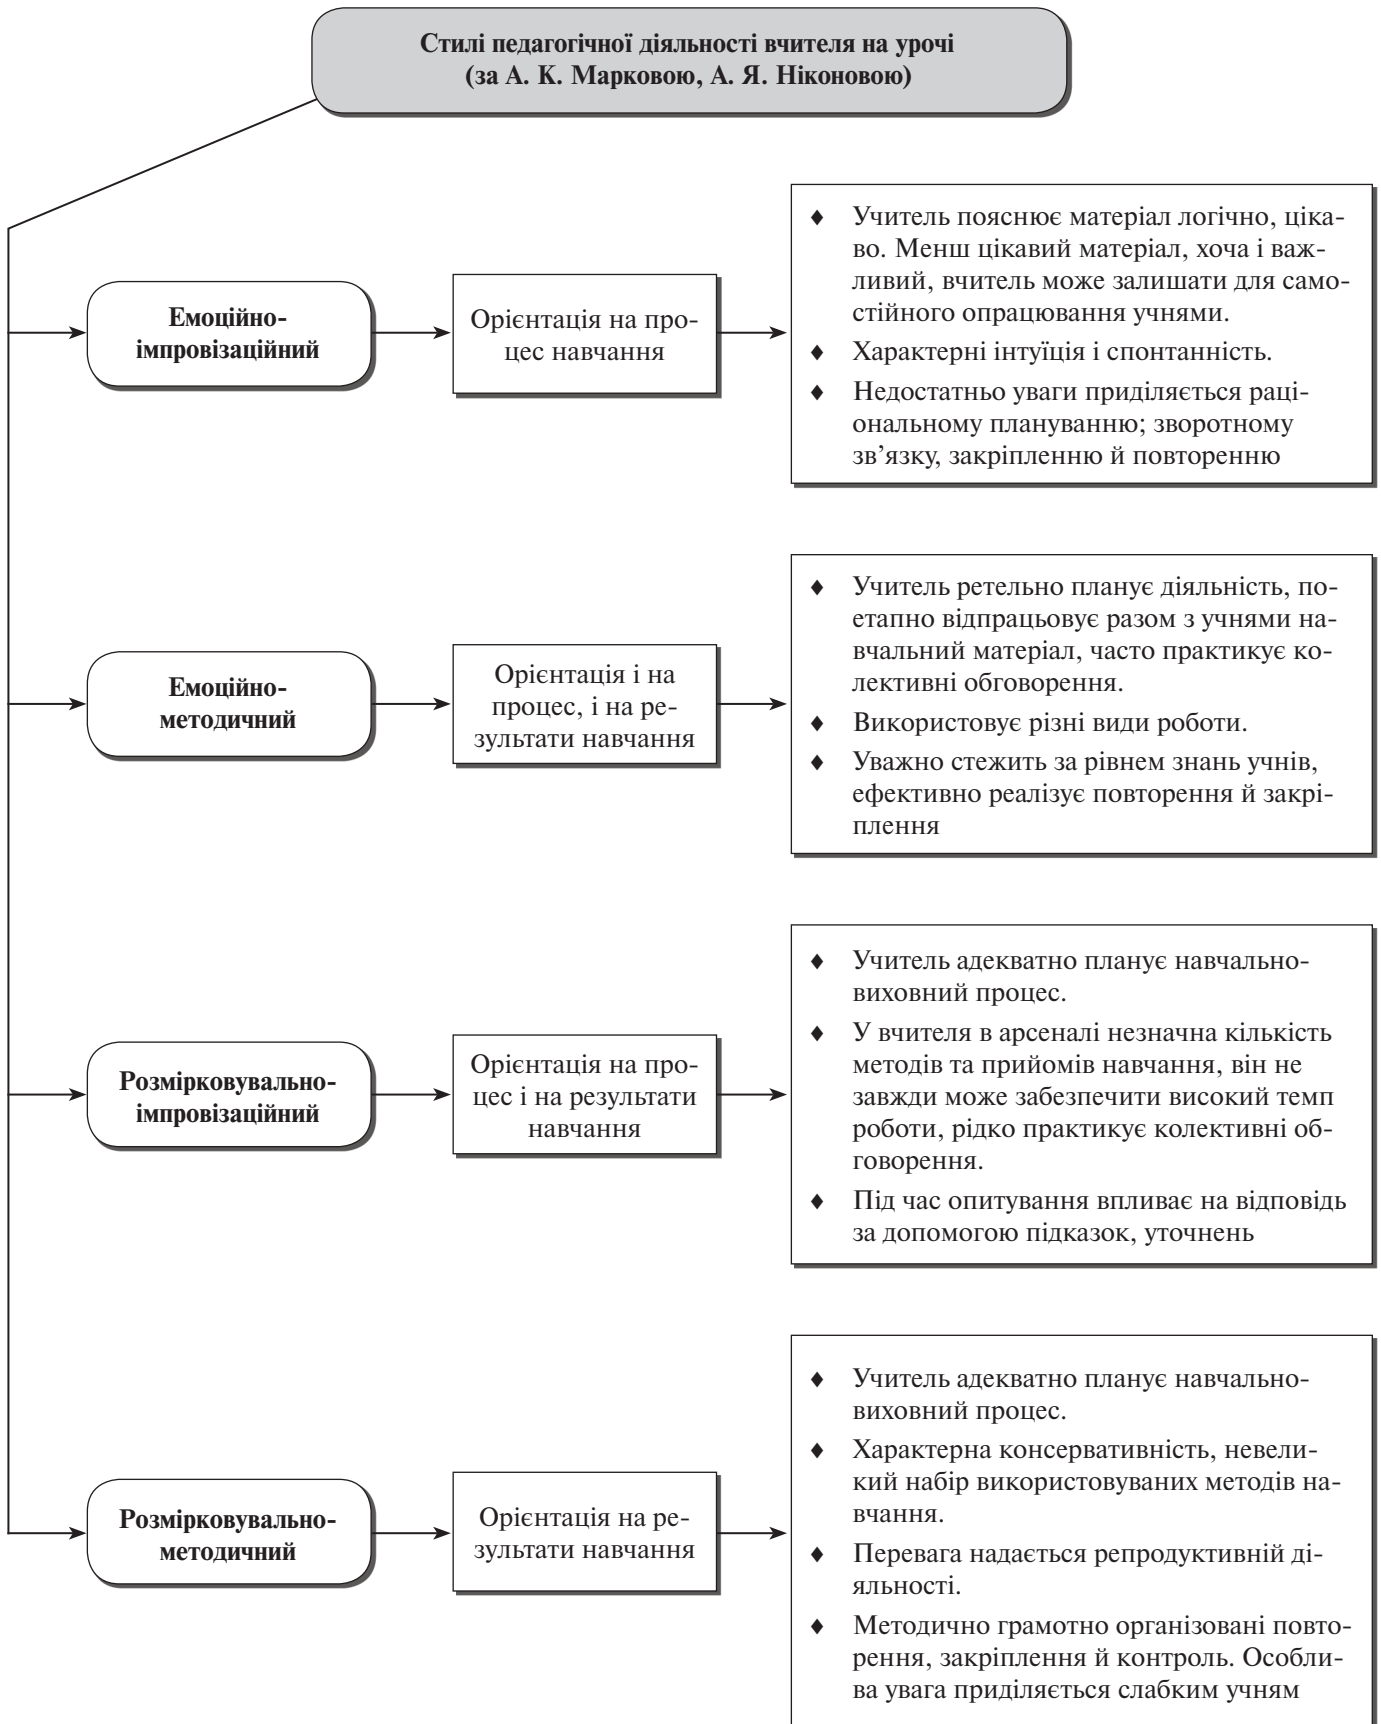 Стилі педагогічної діяльності вчителя на уроці
(за А. К. Марковою, А. Я. Ніконовою)
Емоційно-
імпровізаційний
Орієнтація на про-
цес навчання
♦ Учитель пояснює матеріал логічно, ціка-
во. Менш цікавий матеріал, хоча і важ-
ливий, вчитель може залишати для само-
стійного опрацювання учнями.
♦ Характерні інтуїція і спонтанність.
♦ Недостатньо уваги приділяється раці-
ональному плануванню; зворотному
зв’язку, закріпленню й повторенню
Емоційно-
методичний
Орієнтація і на
процес, і на ре-
зультати навчання
♦ Учитель ретельно планує діяльність, по-
етапно відпрацьовує разом з учнями на-
вчальний матеріал, часто практикує ко-
лективні обговорення.
♦ Використовує різні види роботи.
♦ Уважно стежить за рівнем знань учнів,
ефективно реалізує повторення й закрі-
плення
Розмірковувально-
імпровізаційний
Орієнтація на про-
цес і на результати
навчання
♦ Учитель адекватно планує навчально-
виховний процес.
♦ У вчителя в арсеналі незначна кількість
методів та прийомів навчання, він не
завжди може забезпечити високий темп
роботи, рідко практикує колективні об-
говорення.
♦ Під час опитування впливає на відповідь
за допомогою підказок, уточнень
Розмірковувально-
методичний
Орієнтація на ре-
зультати навчання
♦ Учитель адекватно планує навчально-
виховний процес.
♦ Характерна консервативність, невели-
кий набір використовуваних методів на-
вчання.
♦ Перевага надається репродуктивній ді-
яльності.
♦ Методично грамотно організовані повто-
рення, закріплення й контроль. Особли-
ва увага приділяється слабким учням